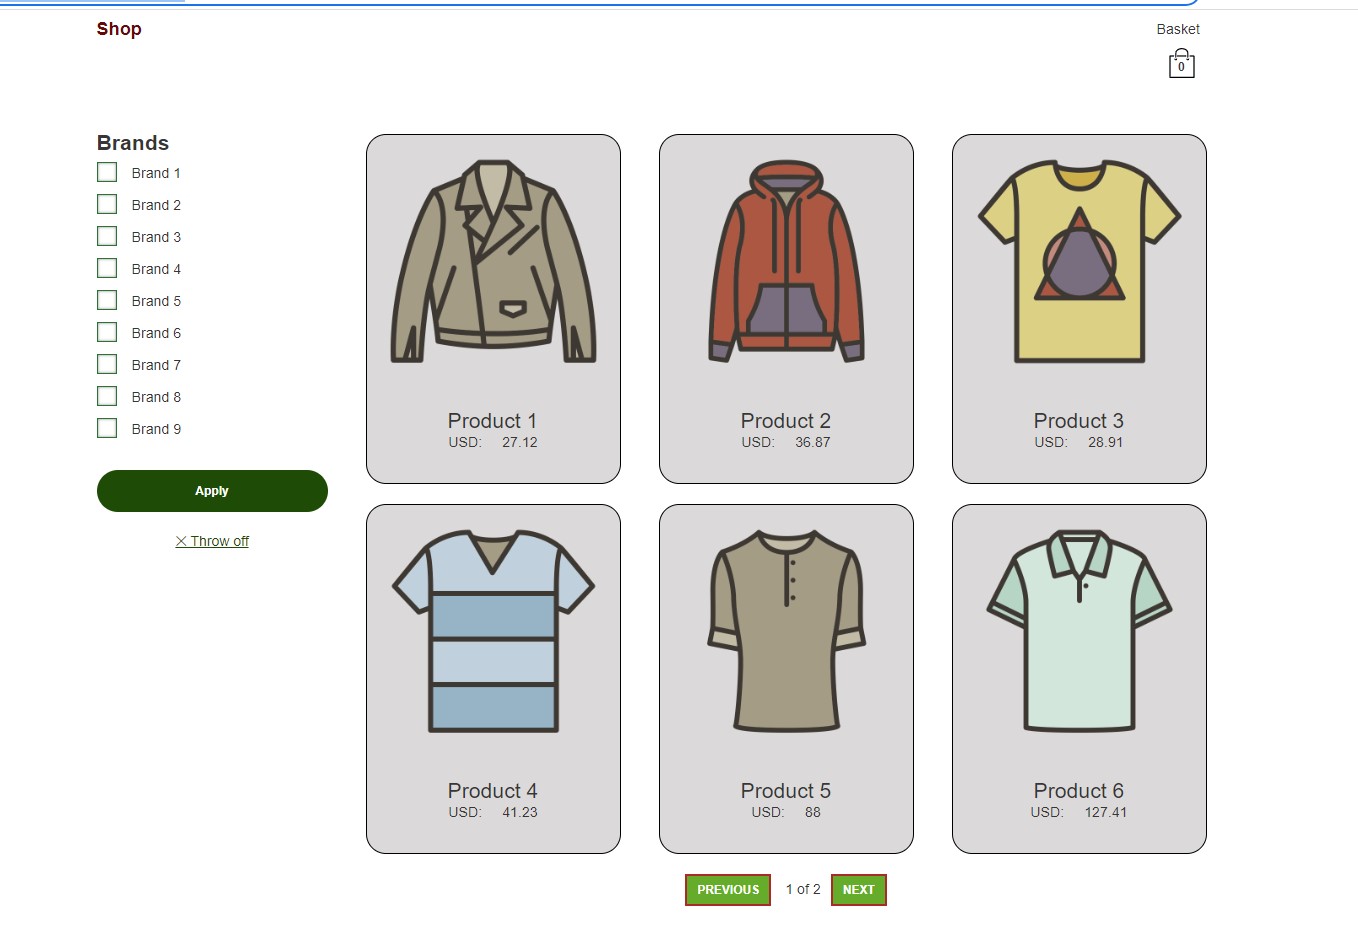 Shop
Basket
0
Brands
Brand 1
Brand 2
Brand 3
Brand 4
Brand 5
Brand 6
Brand 7
Brand 8
Brand 9
Apply
Throw off
Product 1
USD: 27.12
Product 2
USD: 36.87
Product 3
USD: 28.91
Product 4
USD: 41.23
Product 5
USD: 88
Product 6
USD: 127.41
PREVIOUS 1 of 2 NEXT